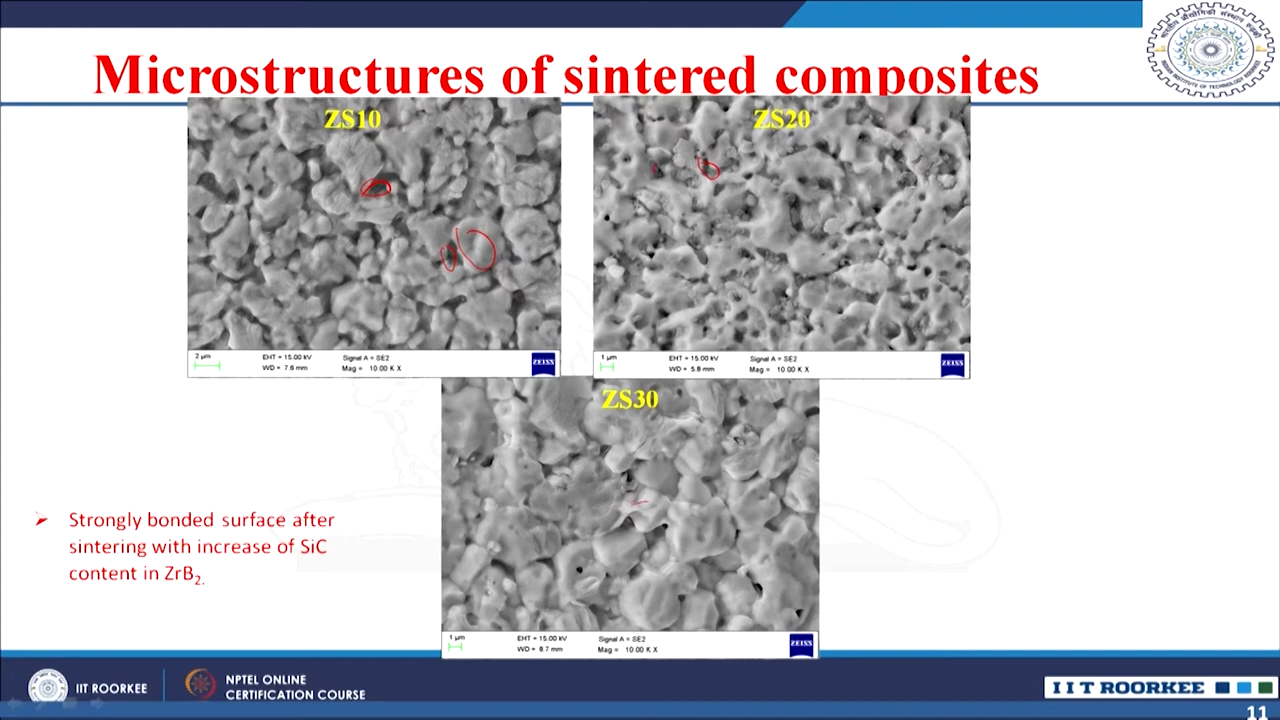 Microstructures of sintered composites
ZS10
ZS20
2 µm
EHT = 15.00 kV
Signal A = SE2
WD = 7.6 mm
Mag = 10.00 K X
ZEISS
1 µm
EHT = 15.00 kV
Signal A = SE2
WD = 5.8 mm
Mag = 10.00 K X
ZEISS
ZS30
➢ Strongly bonded surface after
sintering with increase of SiC
content in ZrB2.
1 µm
EHT = 15.00 kV
Signal A = SE2
WD = 8.7 mm
Mag = 10.00 K X
ZEISS
IIT ROORKEE
NPTEL ONLINE
CERTIFICATION COURSE
IIT ROORKEE
11